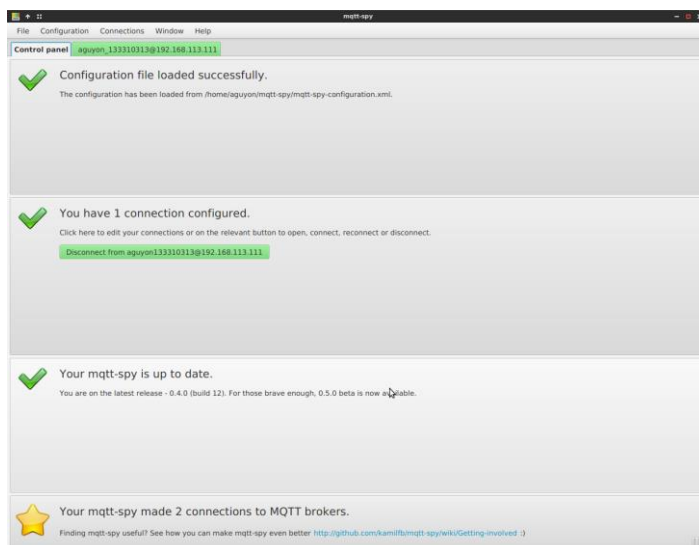 mqtt-spy
File Configuration Connections Window Help
Control panel aguyon_133310313@192.168.113.111
Configuration file loaded successfully.
The configuration has been loaded from /home/aguyon/mqtt-spy/mqtt-spy-configuration.xml.
You have 1 connection configured.
Click here to edit your connections or on the relevant button to open, connect, reconnect or disconnect.
Disconnect from aguyon133310313@192.168.113.111
Your mqtt-spy is up to date.
You are on the latest release - 0.4.0 (build 12). For those brave enough, 0.5.0 beta is now available.
Your mqtt-spy made 2 connections to MQTT brokers.
Finding mqtt-spy useful? See how you can make mqtt-spy even better http://github.com/kamilfb/mqtt-spy/wiki/Getting-involved :)